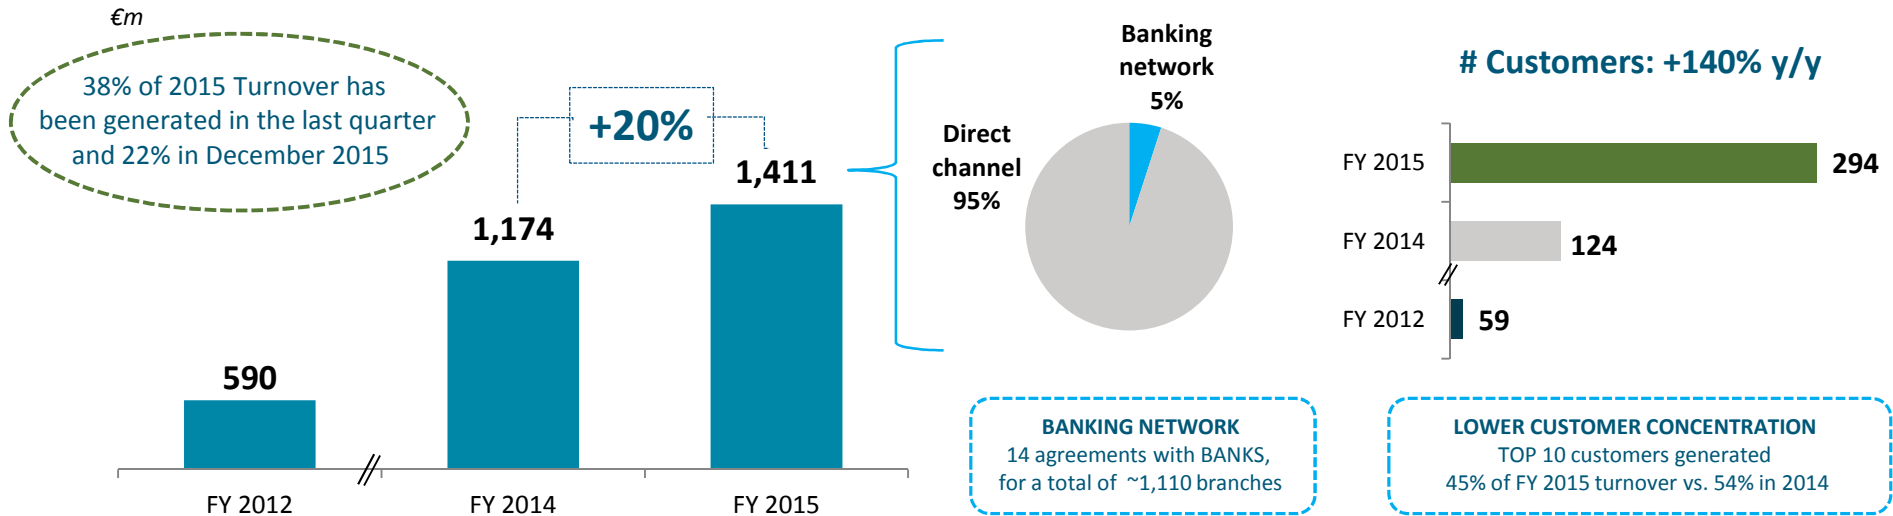 €m
38% of 2015 Turnover has
been generated in the last quarter
and 22% in December 2015
+20%
590
1,174
1,411
FY 2012
FY 2014
FY 2015
Banking
network
5%
Direct
channel
95%
BANKING NETWORK
14 agreements with BANKS,
for a total of ~1,110 branches
# Customers: +140% y/y
FY 2015
294
FY 2014
124
FY 2012
59
LOWER CUSTOMER CONCENTRATION
TOP 10 customers generated
45% of FY 2015 turnover vs. 54% in 2014